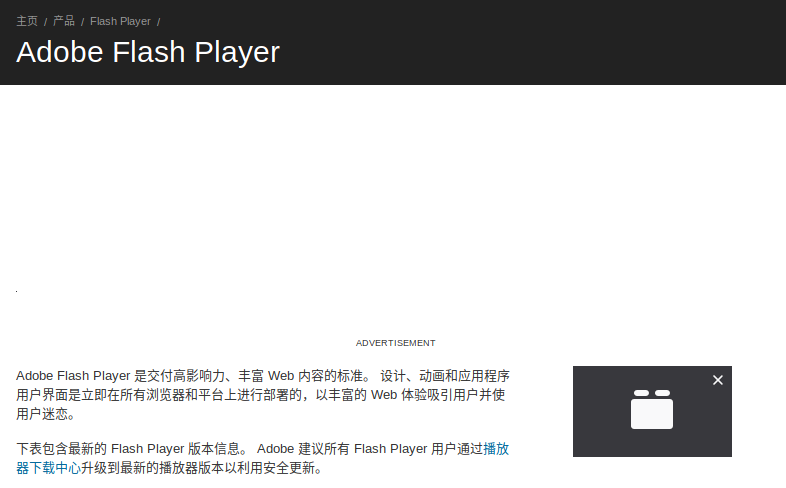 主页 / 产品 / Flash Player /
Adobe Flash Player
ADVERTISEMENT
Adobe Flash Player 是交付高影响力、丰富 Web 内容的标准。 设计、动画和应用程序
用户界面是立即在所有浏览器和平台上进行部署的，以丰富的 Web 体验吸引用户并使
用户迷恋。
下表包含最新的 Flash Player 版本信息。 Adobe 建议所有 Flash Player 用户通过播放
器下载中心升级到最新的播放器版本以利用安全更新。